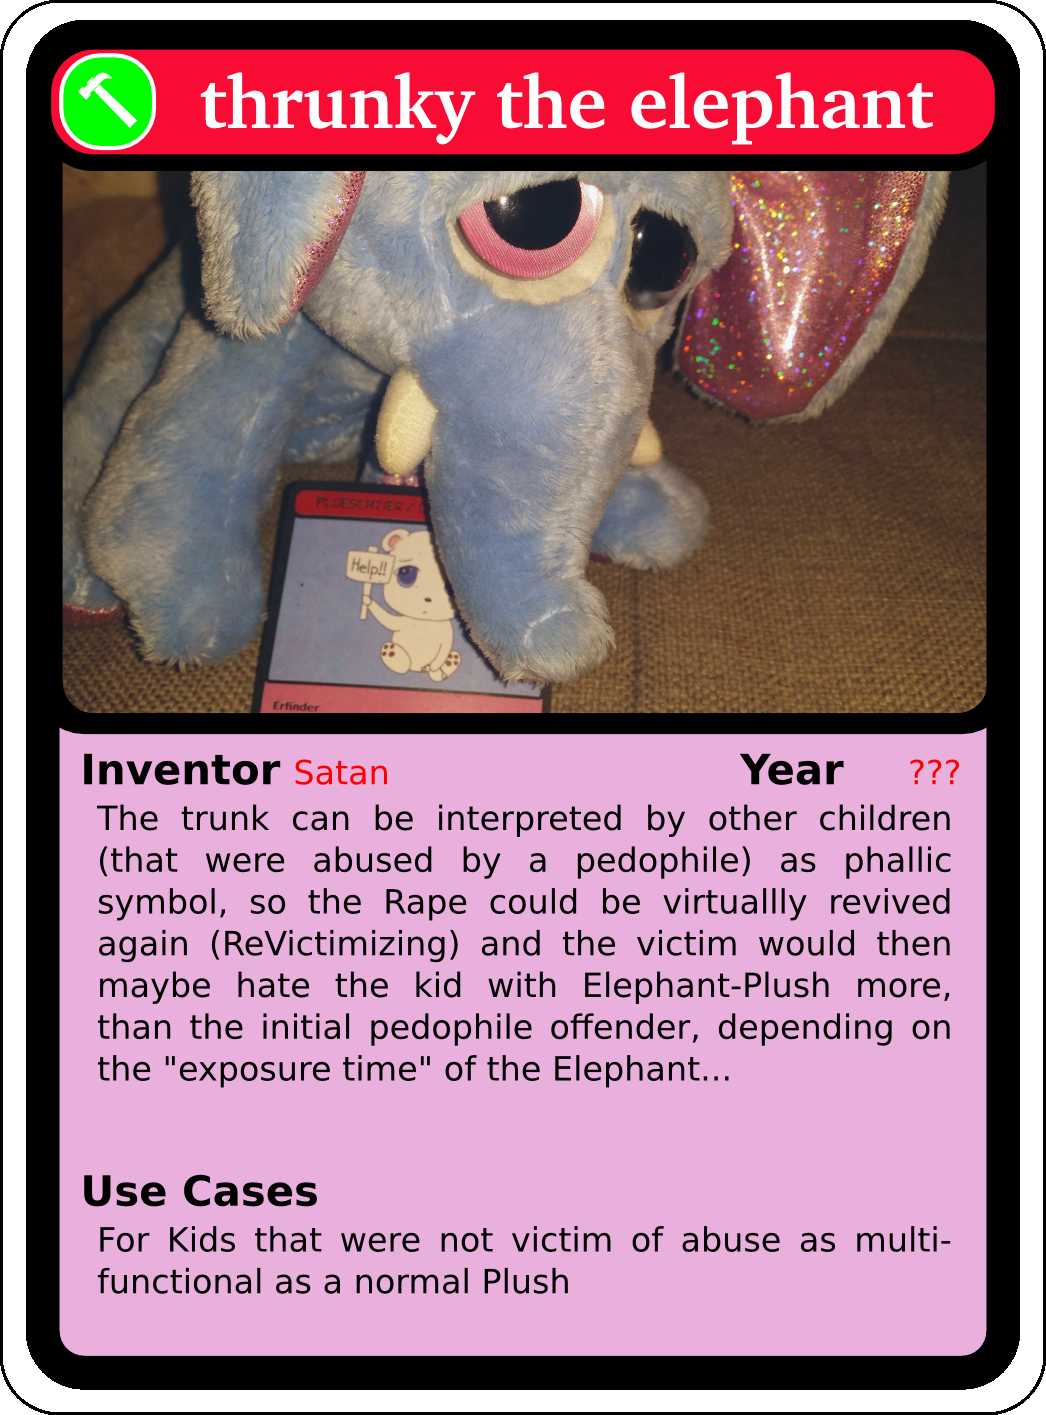 thrunky the elephant
Help!!
Erfinder
Inventor Satan Year ???
The trunk can be interpreted by other children
(that were abused by a pedophile) as phallic
symbol, so the Rape could be virtuallly revived
again (ReVictimizing) and the victim would then
maybe hate the kid with Elephant-Plush more,
than the initial pedophile offender, depending on
the "exposure time" of the Elephant...
Use Cases
For Kids that were not victim of abuse as multi-
functional as a normal Plush